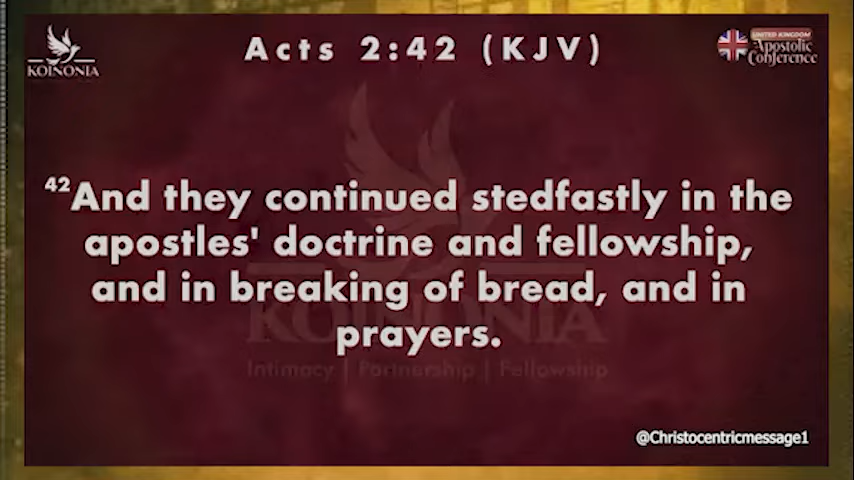 KOINONIA
Acts 2:42 (KJV)
UNITED KINGDOM
Apostolic
Conference
42And they continued stedfastly in the
apostles' doctrine and fellowship,
and in breaking of bread, and in
prayers.
KOINONIA
Intimacy | Partnership | Fellowship
@Christocentricmessage1